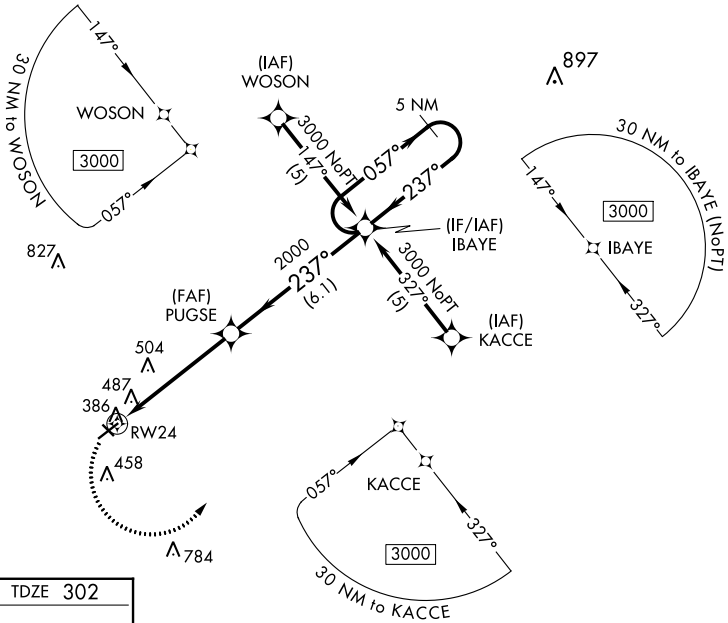 147°
30 NM to WOSON
WOSON
3000
057°
(IAF)
WOSON
3000 NoPT
147°
(5)
5 NM
057°
237°
897
30 NM to IBAYE (NoPT)
147°
3000
IBAYE
327°
827
2000
237°
(6.1)
(IF/IAF)
IBAYE
3000 NoPT
327°
(5)
(IAF)
KACCE
(FAF)
PUGSE
504
487
386
RW24
458
784
057°
KACCE
327°
3000
30 NM to KACCE
TDZE 302